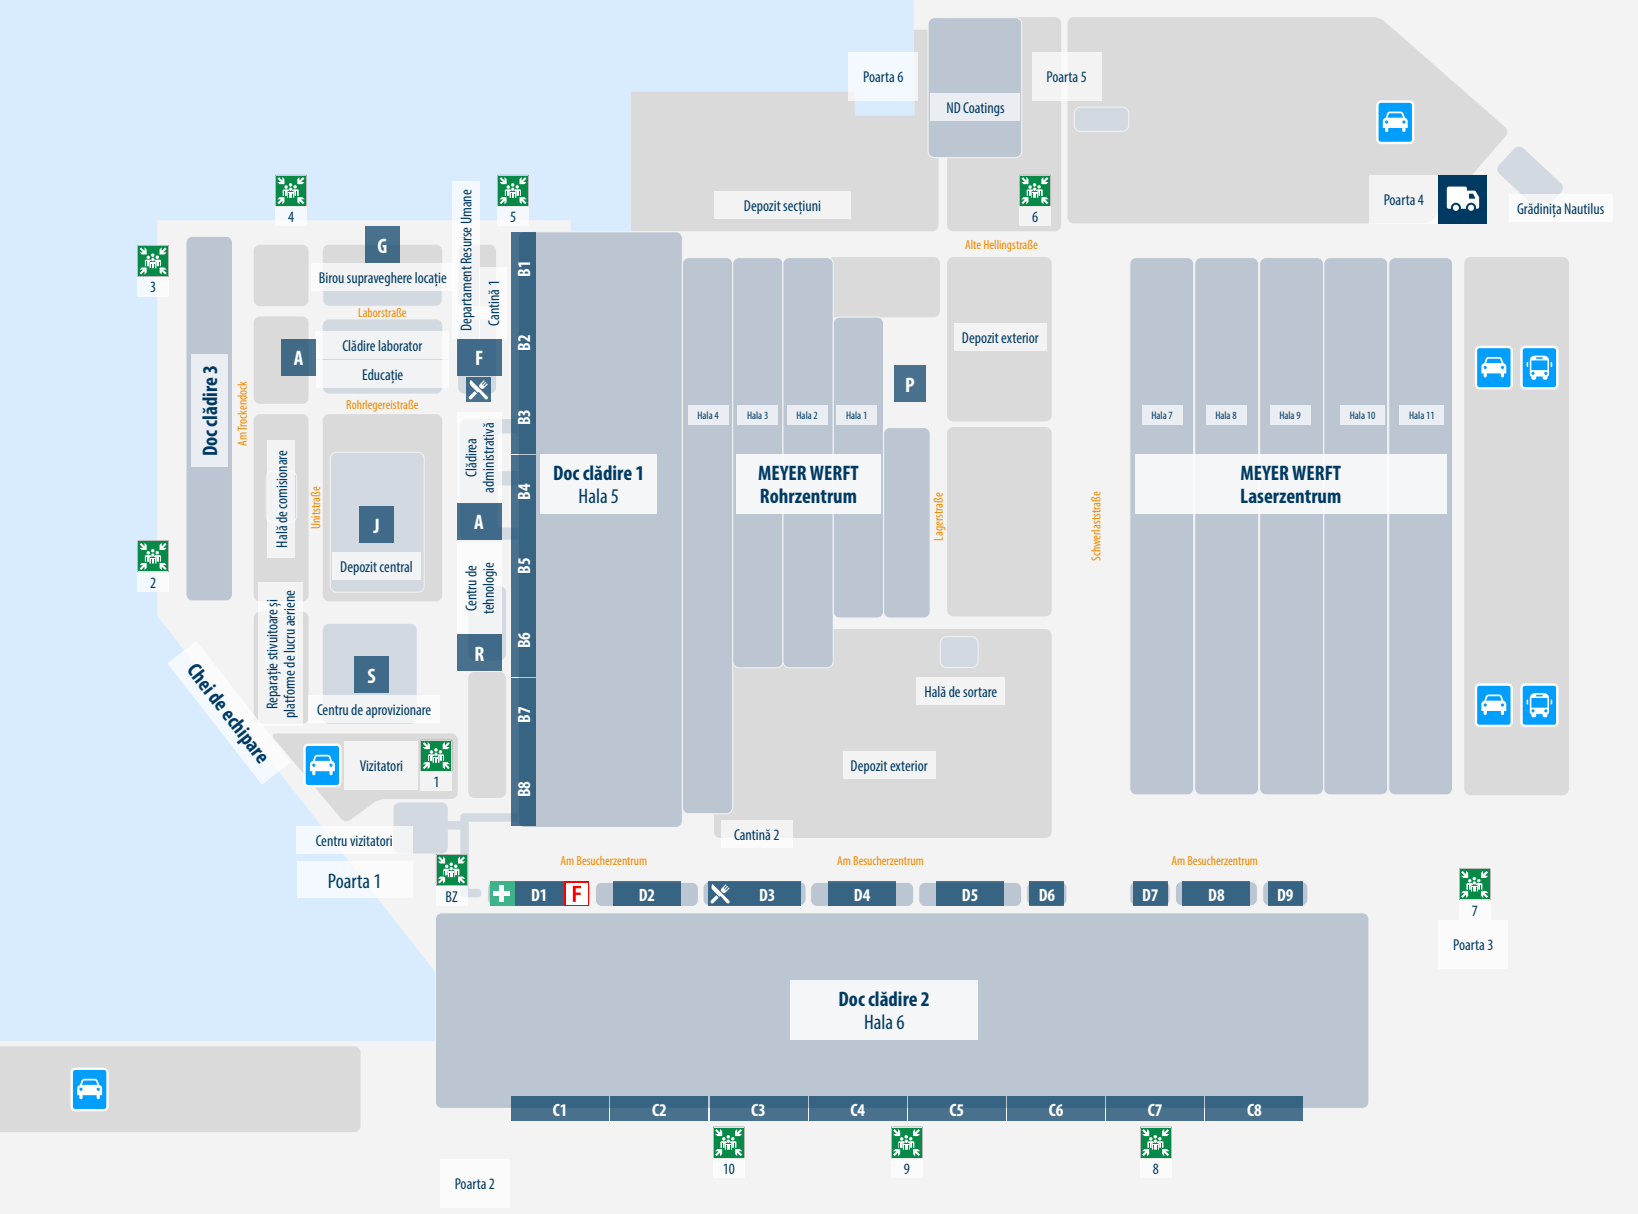 Poarta 6
ND Coatings
Poarta 5
Poarta 4
Grădinița Nautilus
Depozit secțiuni
6
Alte Hellingstraße
4
5
3
2
G
Birou supraveghere locație
Laborstraße
A
Clădire laborator
Educație
Rohrlegereistraße
Departament Resurse Umane
Cantină 1
F
Doc clădire 3
Am Trockendock
Hală de comisionare
Unitstraße
J
Depozit central
Clădirea
administrativă
A
Centru de
tehnologie
R
Reparație stivuitoare și
platforme de lucru aeriene
S
Centru de aprovizionare
Chei de echipare
Vizitatori
1
Centru vizitatori
Poarta 1
BZ
B1
B2
B3
B4
B5
B6
B7
B8
Doc clădire 1
Hala 5
Hala 4
Hala 3
Hala 2
Hala 1
P
MEYER WERFT
Rohrzentrum
Depozit exterior
Lagerstraße
Schwerlaststraße
Hala 7
Hala 8
Hala 9
Hala 10
Hala 11
MEYER WERFT
Laserzentrum
Hală de sortare
Depozit exterior
Cantină 2
Am Besucherzentrum
Am Besucherzentrum
Am Besucherzentrum
D1
F
D2
D3
D4
D5
D6
D7
D8
D9
7
Poarta 3
Doc clădire 2
Hala 6
C1
C2
C3
C4
C5
C6
C7
C8
10
9
8
Poarta 2